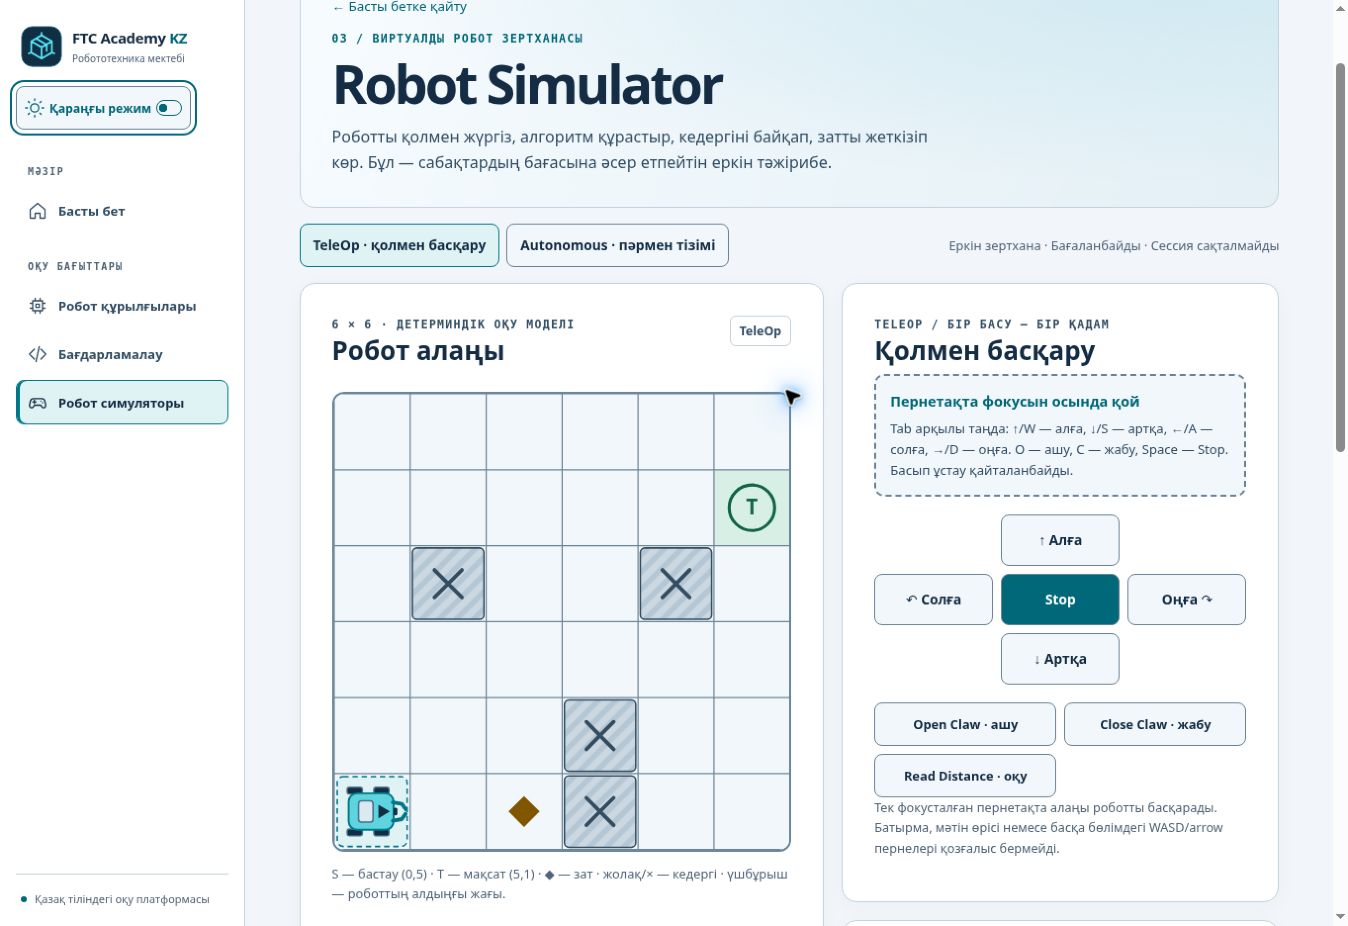 FTC Academy KZ
Робототехника мектебі
Қараңғы режим
МӘЗІР
Басты бет
ОҚУ БАҒЫТТАРЫ
Робот құрылғылары
Бағдарламалау
Робот симуляторы
Қазақ тіліндегі оқу платформасы
← Басты бетке қайту
03 / ВИРТУАЛДЫ РОБОТ ЗЕРТХАНАСЫ
Robot Simulator
Роботты қолмен жүргіз, алгоритм құрастыр, кедергіні байқап, затты жеткізіп
көр. Бұл — сабақтардың бағасына әсер етпейтін еркін тәжірибе.
TeleOp · қолмен басқару
Autonomous · пәрмен тізімі
Еркін зертхана · Бағаланбайды · Сессия сақталмайды
6 × 6 · ДЕТЕРМИНДІК ОҚУ МОДЕЛІ
Робот алаңы
TeleOp
T
S — бастау (0,5) · T — мақсат (5,1) · ◆ — зат · жолақ/× — кедергі · үшбұрыш
— роботтың алдыңғы жағы.
TELEOP / БІР БАСУ — БІР ҚАДАМ
Қолмен басқару
Пернетақта фокусын осында қой
Tab арқылы таңда: ↑/W — алға, ↓/S — артқа, ←/A —
солға, →/D — оңға. O — ашу, C — жабу, Space — Stop.
Басып ұстау қайталанбайды.
↑ Алға
↶ Солға
Stop
Оңға ↷
↓ Артқа
Open Claw · ашу
Close Claw · жабу
Read Distance · оқу
Тек фокусталған пернетақта алаңы роботты басқарады.
Батырма, мәтін өрісі немесе басқа бөлімдегі WASD/arrow
пернелері қозғалыс бермейді.